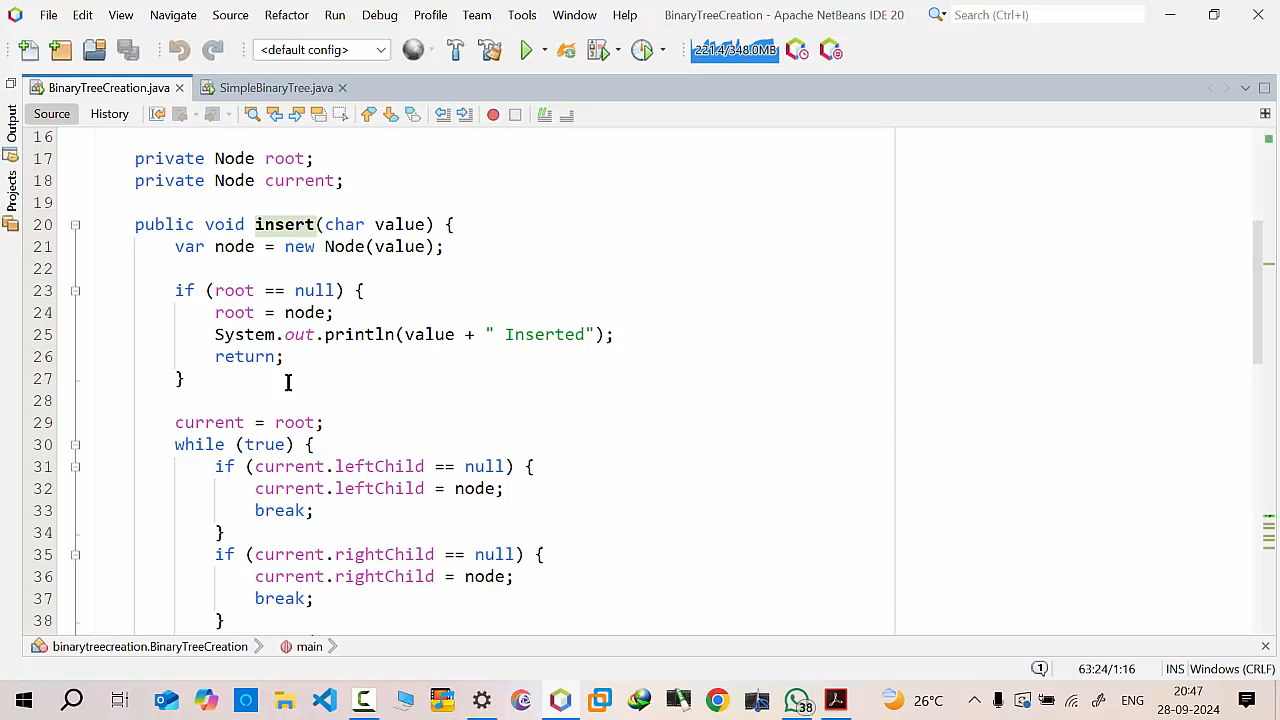 File Edit View Navigate Source Refactor Run Debug Profile Team Tools Window Help BinaryTreeCreation - Apache NetBeans IDE 20 Search (Ctrl+I)
<default config> 221.4/348.0MB
BinaryTreeCreation.java SimpleBinaryTree.java
Source History
Output
Projects
16
17 private Node root;
18 private Node current;
19
20 public void insert(char value) {
21 var node = new Node(value);
22
23 if (root == null) {
24 root = node;
25 System.out.println(value + " Inserted");
26 return;
27 }
28
29 current = root;
30 while (true) {
31 if (current.leftChild == null) {
32 current.leftChild = node;
33 break;
34 }
35 if (current.rightChild == null) {
36 current.rightChild = node;
37 break;
38 }
binarytreecreation.BinaryTreeCreation main
1 63:24/1:16 INS Windows (CRLF)
38 26°C ENG 20:47
28-09-2024